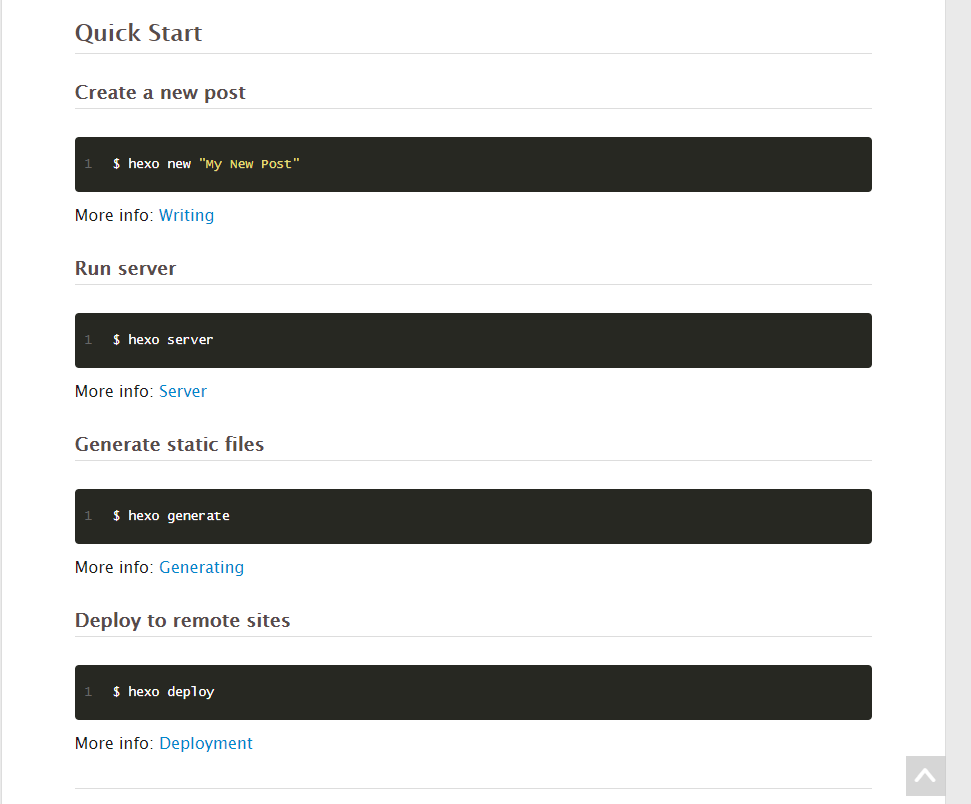 Quick Start
Create a new post
1 $ hexo new "My New Post"
More info: Writing
Run server
1 $ hexo server
More info: Server
Generate static files
1 $ hexo generate
More info: Generating
Deploy to remote sites
1 $ hexo deploy
More info: Deployment